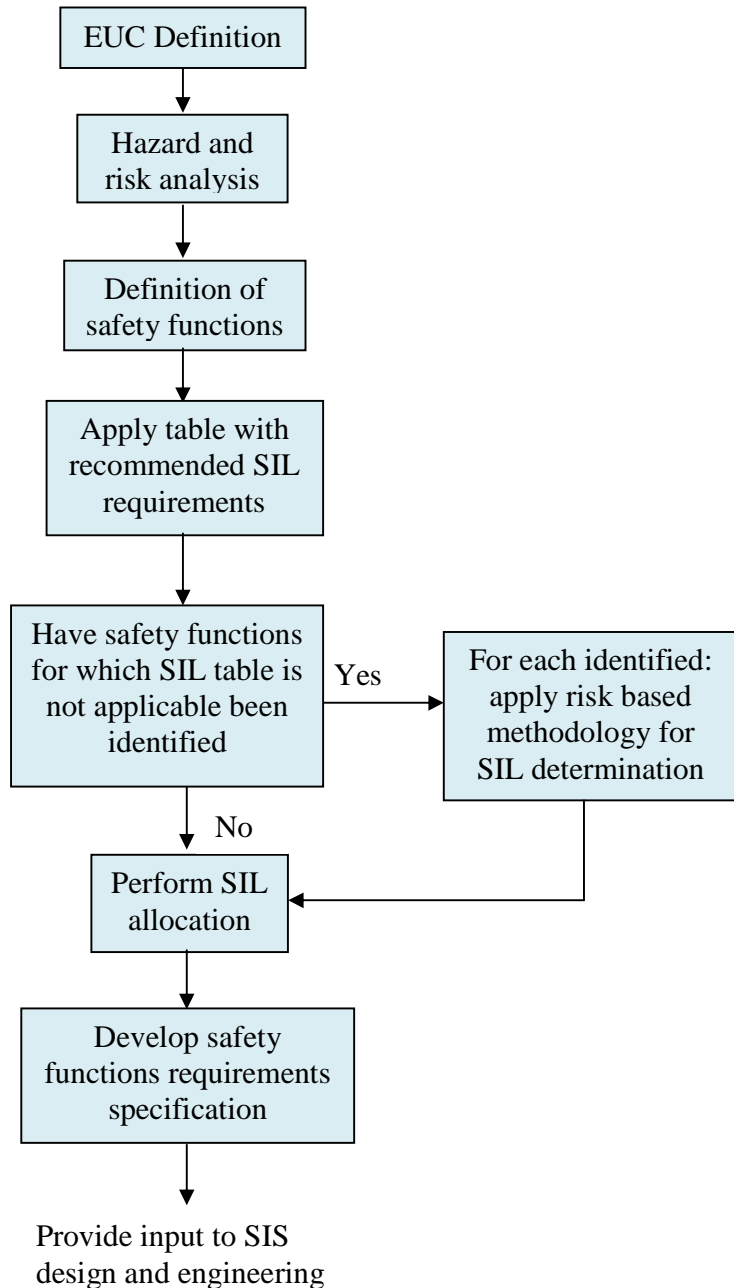 EUC Definition
Hazard and
risk analysis
Definition of
safety functions
Apply table with
recommended SIL
requirements
Have safety functions
for which SIL table is
not applicable been
identified
Yes
For each identified:
apply risk based
methodology for
SIL determination
No
Perform SIL
allocation
Develop safety
functions requirements
specification
Provide input to SIS
design and engineering